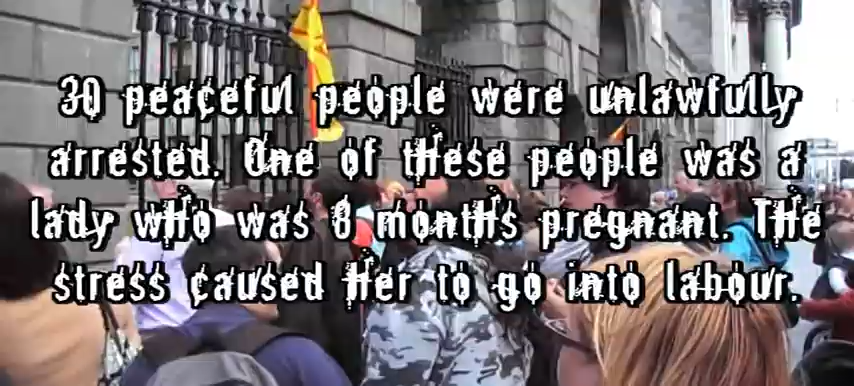 30 peaceful people were unlawfully
arrested. One of these people was a
lady who was 8 months pregnant. The
stress caused her to go into labour.